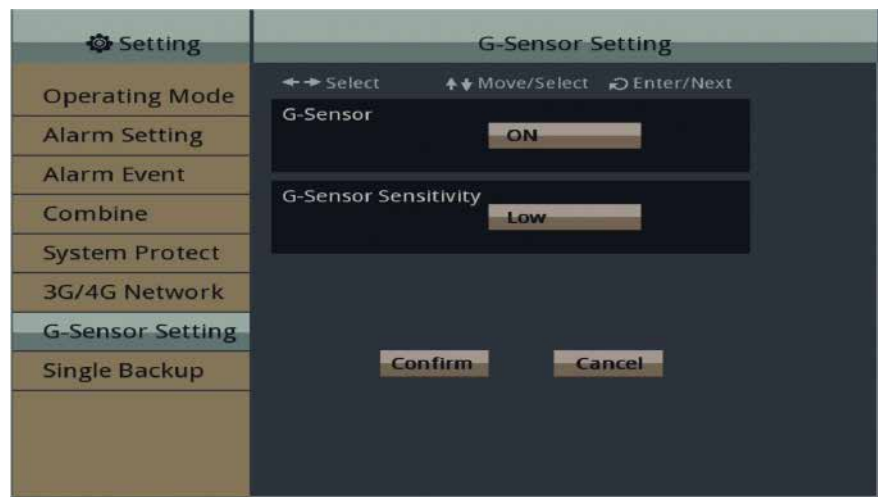 Setting
G-Sensor Setting
Operating Mode
Alarm Setting
Alarm Event
Combine
System Protect
3G/4G Network
G-Sensor Setting
Single Backup
Select Move/Select Enter/Next
G-Sensor
ON
G-Sensor Sensitivity
Low
Confirm Cancel